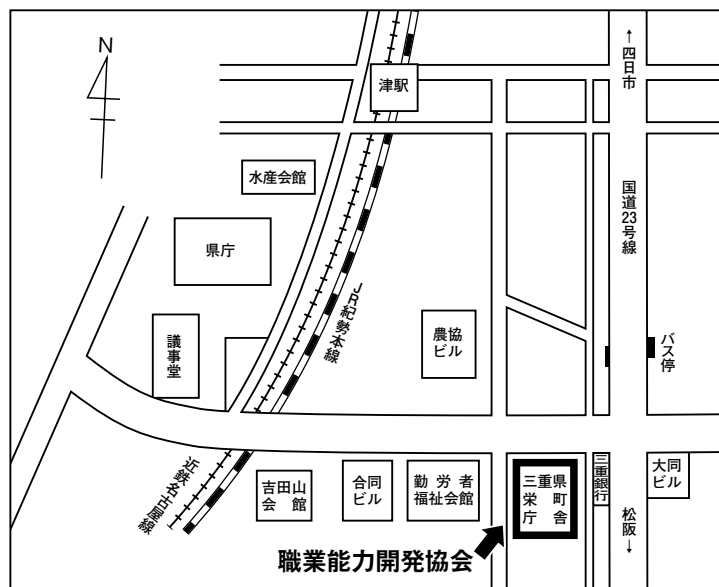 N
津駅
↑四日市
水産会館
国道23号線
県庁
JR紀勢本線
議事堂
農協
ビル
バス停
近鉄名古屋線
吉田山
会館
合同
ビル
勤労者
福祉会館
三重県
栄町
庁舎
三重銀行
大同
ビル
松阪→
職業能力開発協会